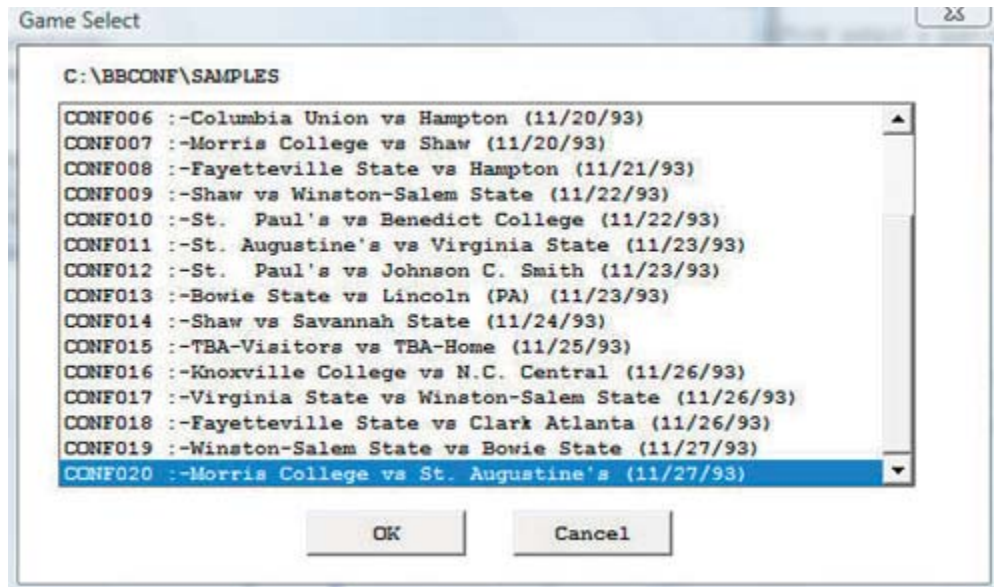 Game Select
C:\BBCONF\SAMPLES
CONF006 :-Columbia Union vs Hampton (11/20/93)
CONF007 :-Morris College vs Shaw (11/20/93)
CONF008 :-Fayetteville State vs Hampton (11/21/93)
CONF009 :-Shaw vs Winston-Salem State (11/22/93)
CONF010 :-St.  Paul's vs Benedict College (11/22/93)
CONF011 :-St. Augustine's vs Virginia State (11/23/93)
CONF012 :-St.  Paul's vs Johnson C. Smith (11/23/93)
CONF013 :-Bowie State vs Lincoln (PA) (11/23/93)
CONF014 :-Shaw vs Savannah State (11/24/93)
CONF015 :-TBA-Visitors vs TBA-Home (11/25/93)
CONF016 :-Knoxville College vs N.C. Central (11/26/93)
CONF017 :-Virginia State vs Winston-Salem State (11/26/93)
CONF018 :-Fayetteville State vs Clark Atlanta (11/26/93)
CONF019 :-Winston-Salem State vs Bowie State (11/27/93)
CONF020 :-Morris College vs St. Augustine's (11/27/93)
OK Cancel